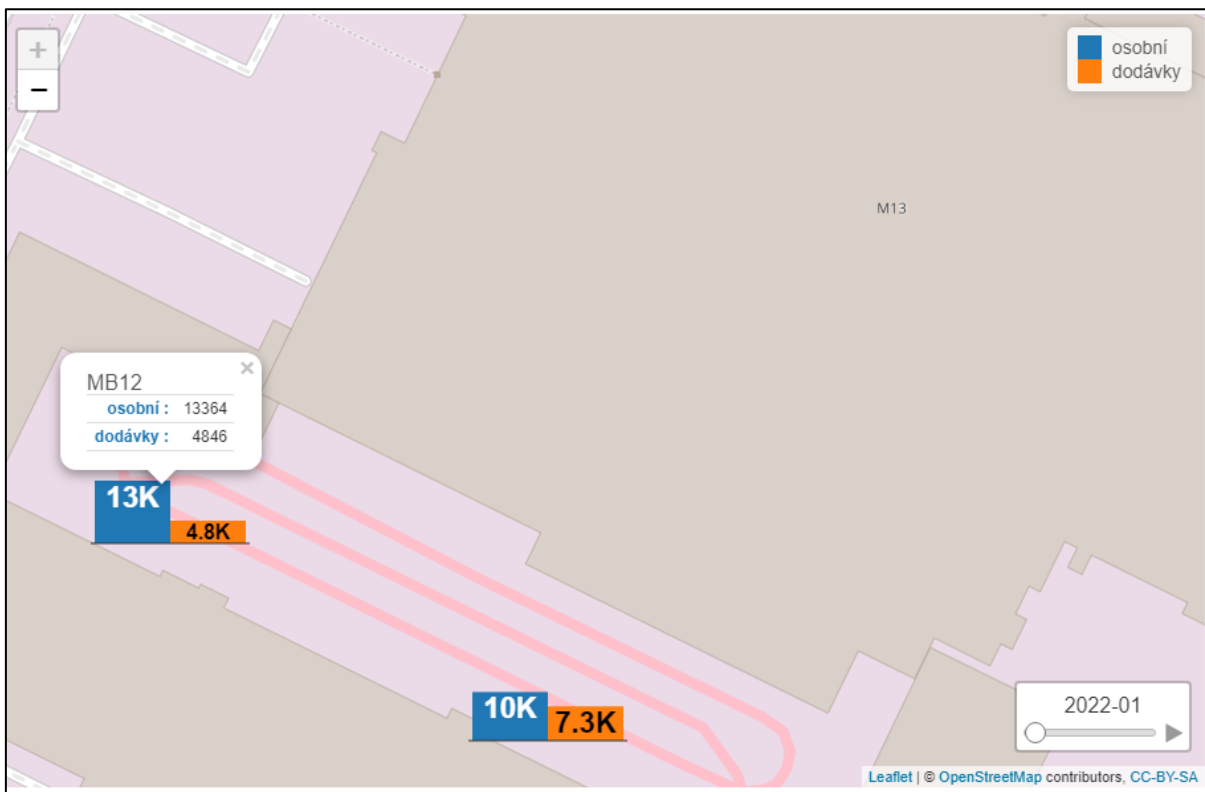 +
−
osobní
dodávky
M13
×
MB12
osobní : 13364
dodávky : 4846
13K
4.8K
10K
7.3K
2022-01
Leaflet | © OpenStreetMap contributors, CC-BY-SA